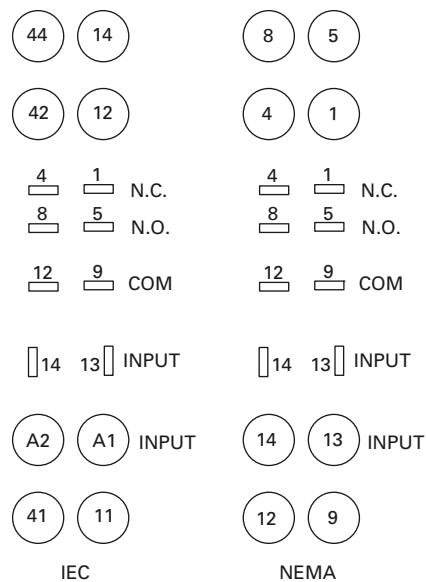 44 14 8 5
42 12 4 1
4 1 N.C. 4 1 N.C.
8 5 N.O. 8 5 N.O.
12 9 COM 12 9 COM
14 13 INPUT 14 13 INPUT
A2 A1 INPUT 14 13 INPUT
41 11 12 9
IEC NEMA